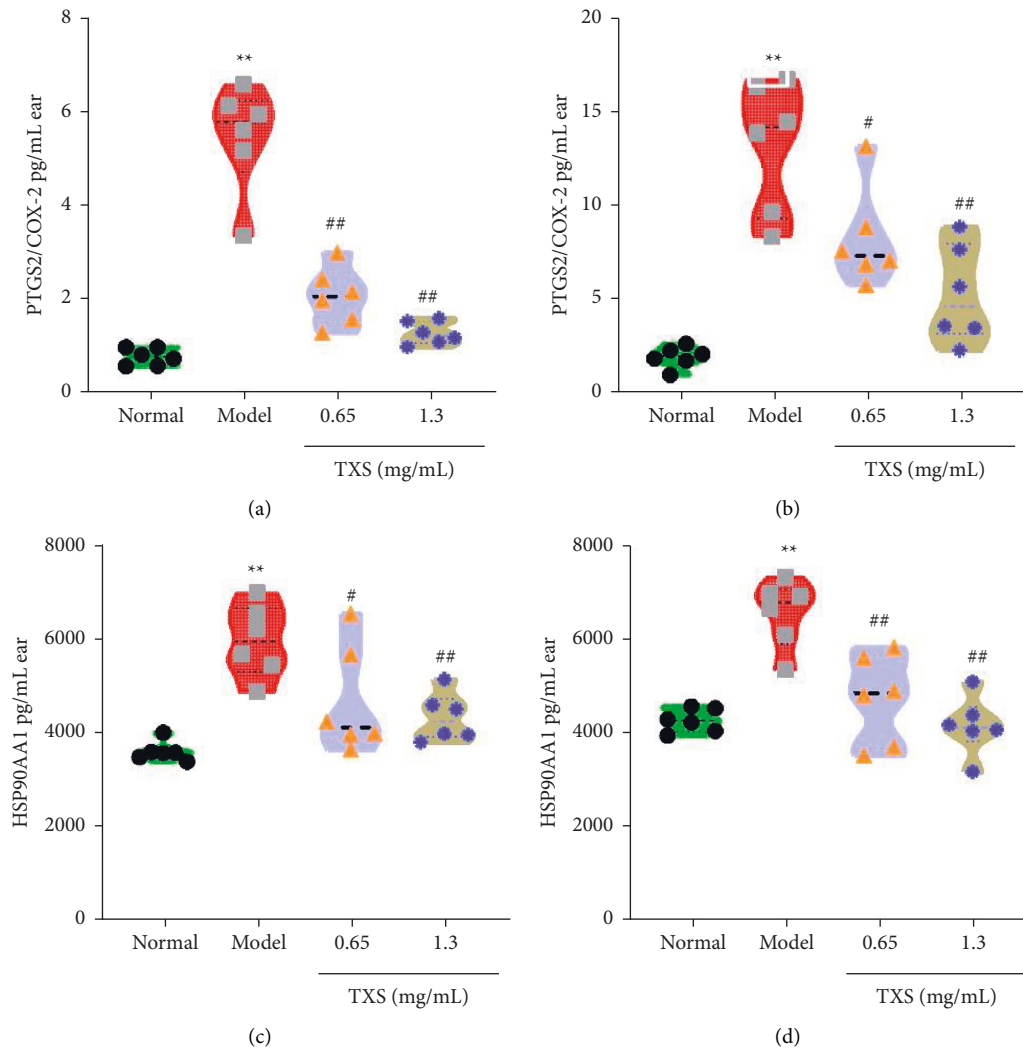 8
6
4
2
0
PTGS2/COX-2 pg/mL ear
**
##
##
Normal Model 0.65 1.3
TXS (mg/mL)
(a)
20
15
10
5
0
PTGS2/COX-2 pg/mL ear
**
#
##
Normal Model 0.65 1.3
TXS (mg/mL)
(b)
8000
6000
4000
2000
0
HSP90AA1 pg/mL ear
**
#
##
Normal Model 0.65 1.3
TXS (mg/mL)
(c)
8000
6000
4000
2000
0
HSP90AA1 pg/mL ear
**
##
##
Normal Model 0.65 1.3
TXS (mg/mL)
(d)